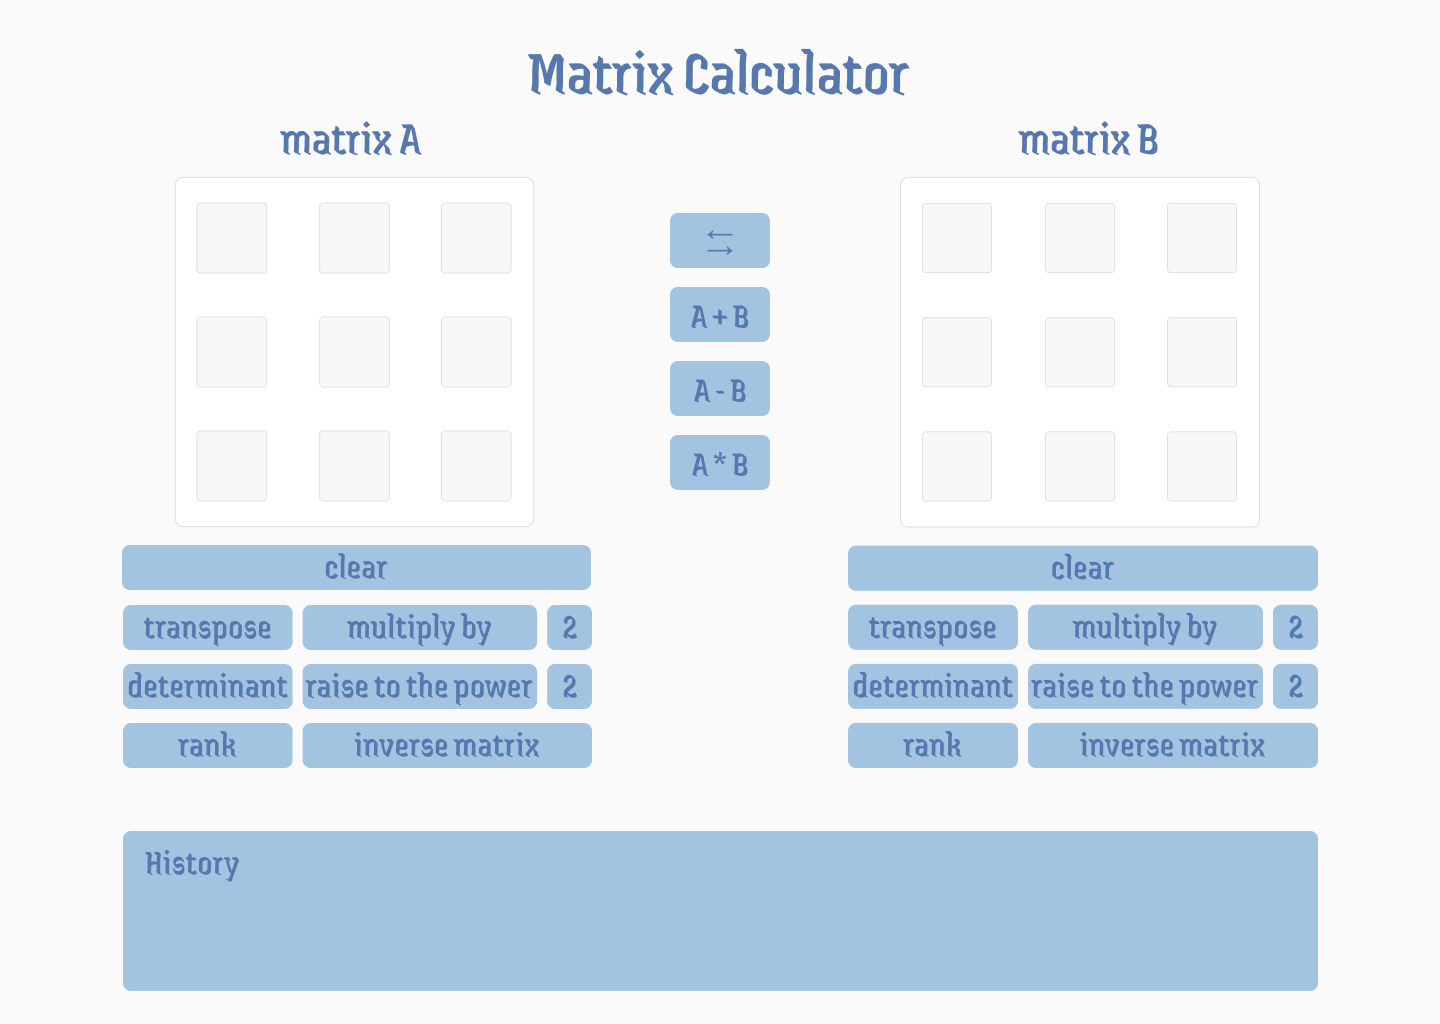 Matrix Calculator
matrix A
matrix B
←
→
A + B
A - B
A * B
clear
transpose multiply by 2
determinant raise to the power 2
rank inverse matrix
clear
transpose multiply by 2
determinant raise to the power 2
rank inverse matrix
History